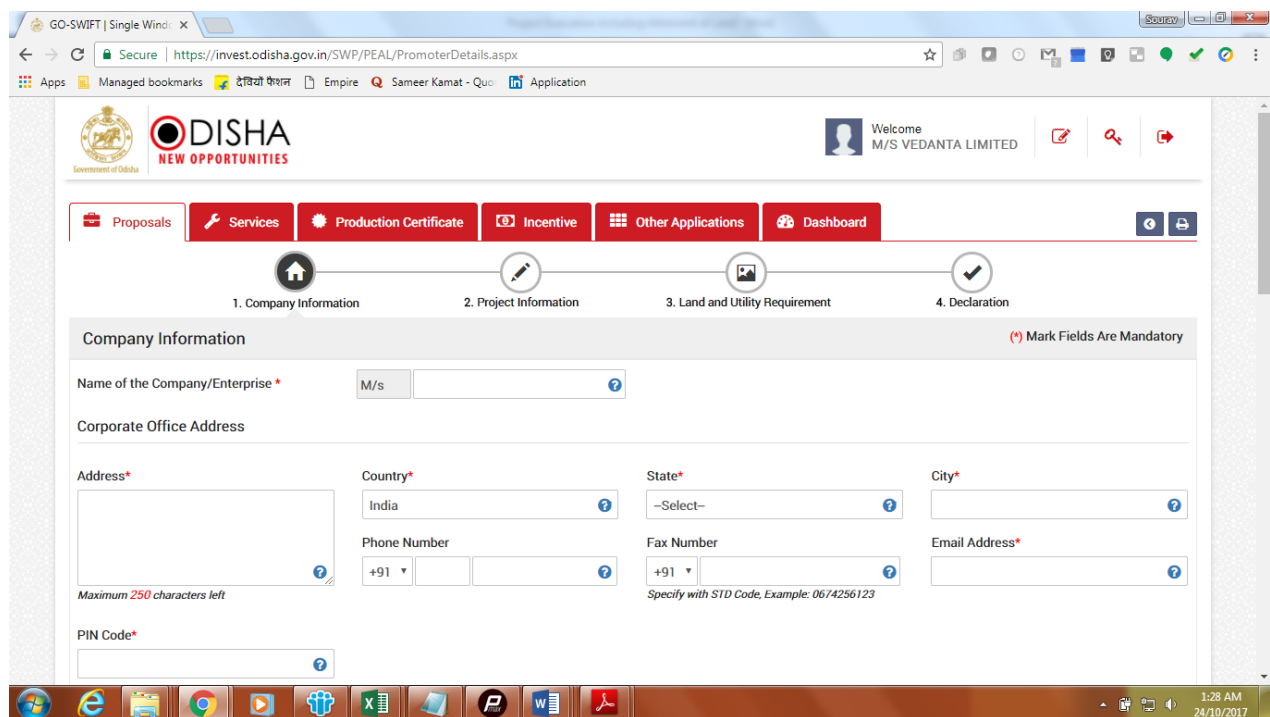 Sourav
GO-SWIFT | Single Windo
Secure | https://invest.odisha.gov.in/SWP/PEAL/PromoterDetails.aspx
Apps Managed bookmarks देवियों फैशन Empire Sameer Kamat - Quo Application
Government of Odisha
ODISHA
NEW OPPORTUNITIES
Welcome
M/S VEDANTA LIMITED
Proposals Services Production Certificate Incentive Other Applications Dashboard
1. Company Information 2. Project Information 3. Land and Utility Requirement 4. Declaration
Company Information (*) Mark Fields Are Mandatory
Name of the Company/Enterprise * M/s
Corporate Office Address
Address* Country* State* City*
India --Select--
Phone Number Fax Number Email Address*
+91 +91
Maximum 250 characters left Specify with STD Code, Example: 0674256123
PIN Code*
1:28 AM
24/10/2017